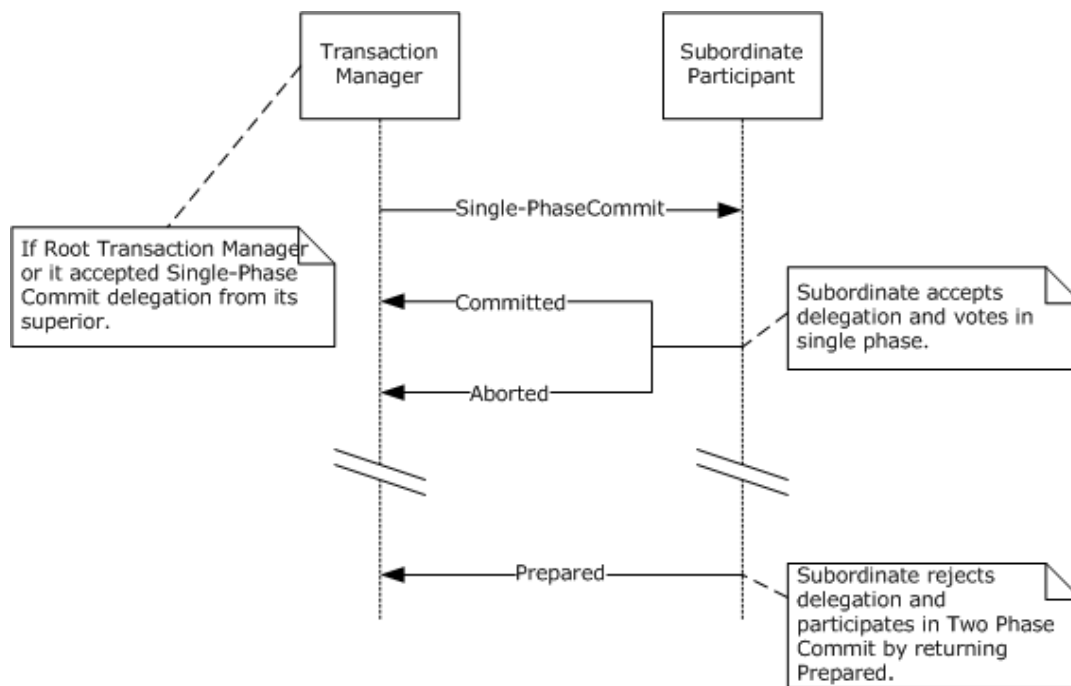 Transaction
Manager
Subordinate
Participant
Single-PhaseCommit
If Root Transaction Manager
or it accepted Single-Phase
Commit delegation from its
superior.
Committed
Subordinate accepts
delegation and votes in
single phase.
Aborted
Prepared
Subordinate rejects
delegation and
participates in Two Phase
Commit by returning
Prepared.